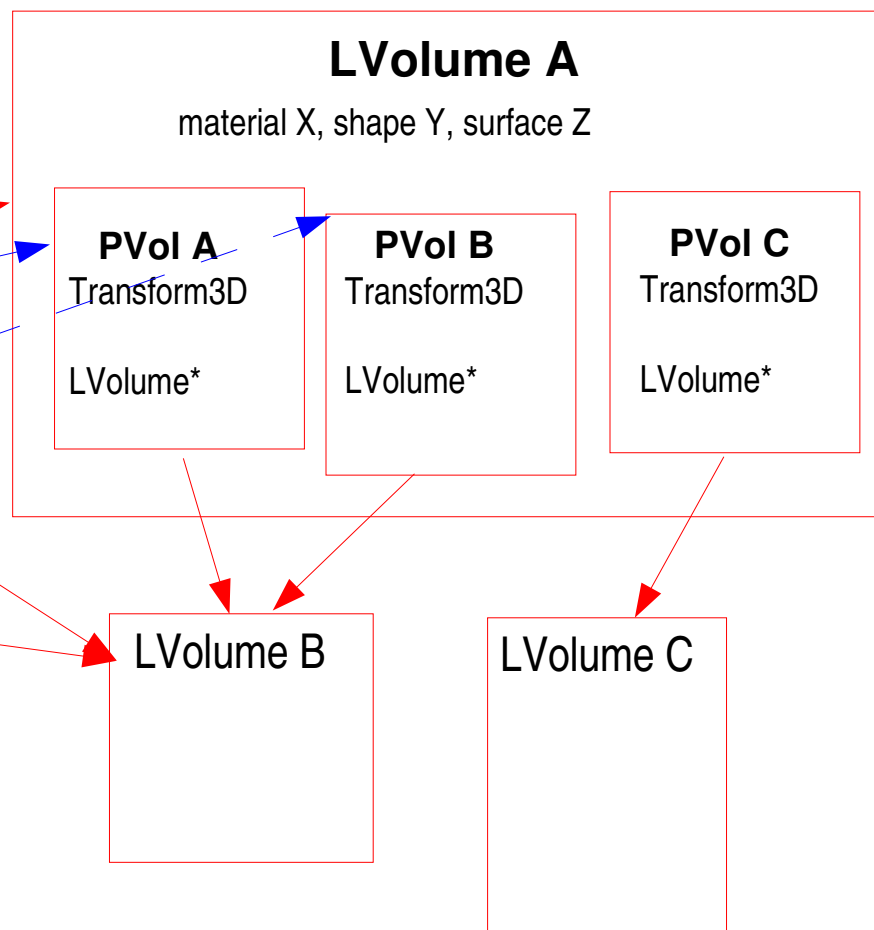 LVolume A
material X, shape Y, surface Z
PVol A
Transform3D
LVolume*
PVol B
Transform3D
LVolume*
PVol C
Transform3D
LVolume*
LVolume B
LVolume C